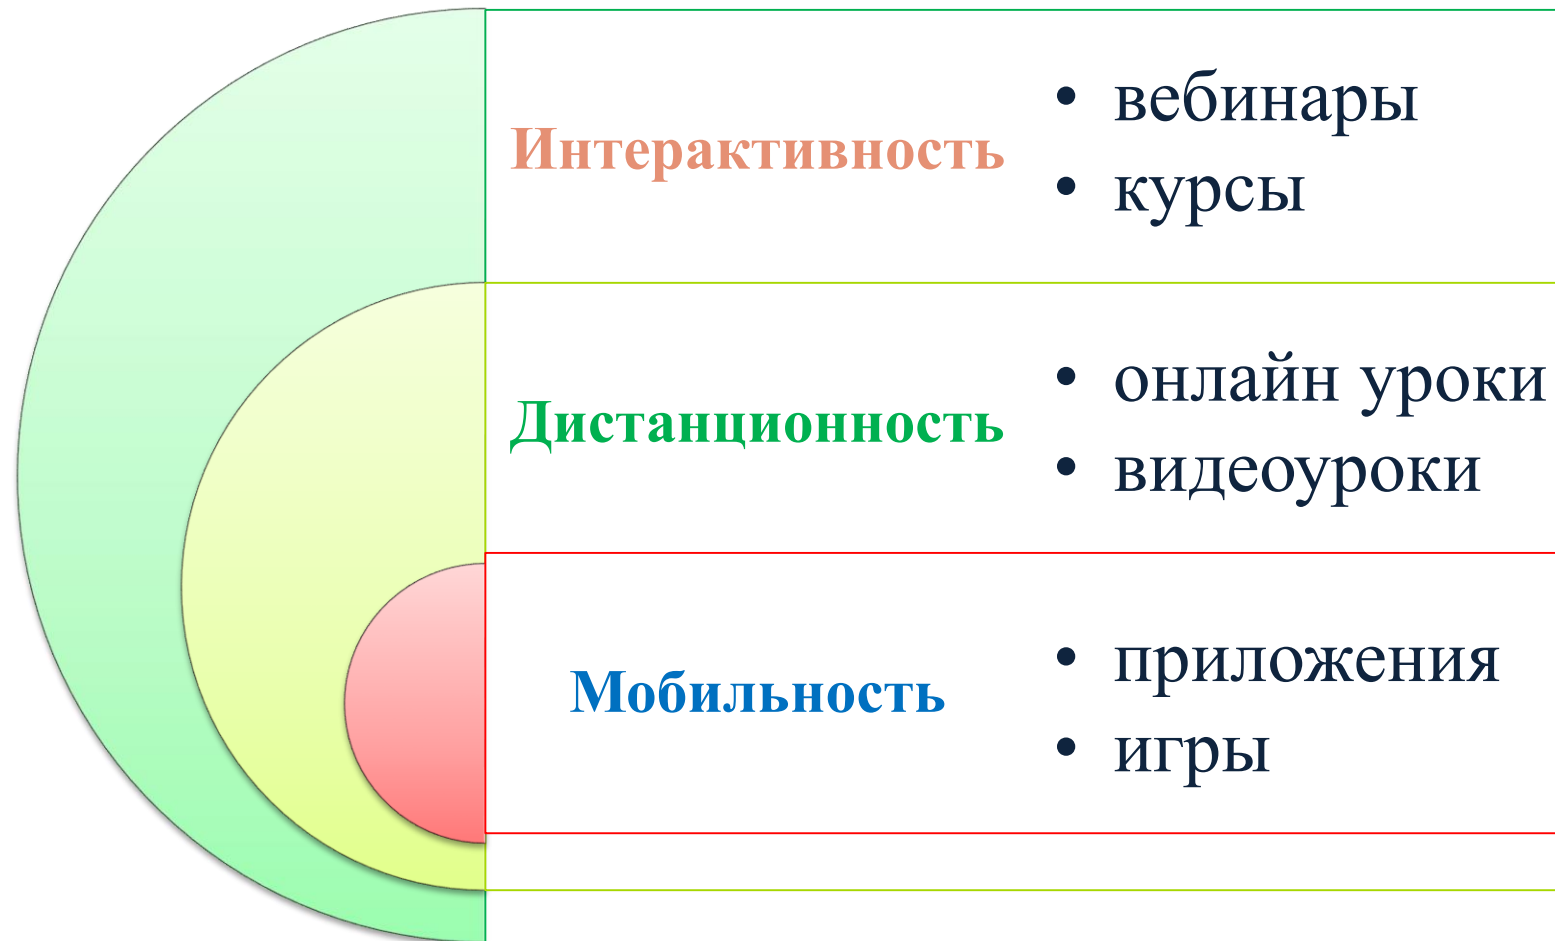 Интерактивность
• вебинары
• курсы
Дистанционность
• онлайн уроки
• видеоуроки
Мобильность
• приложения
• игры